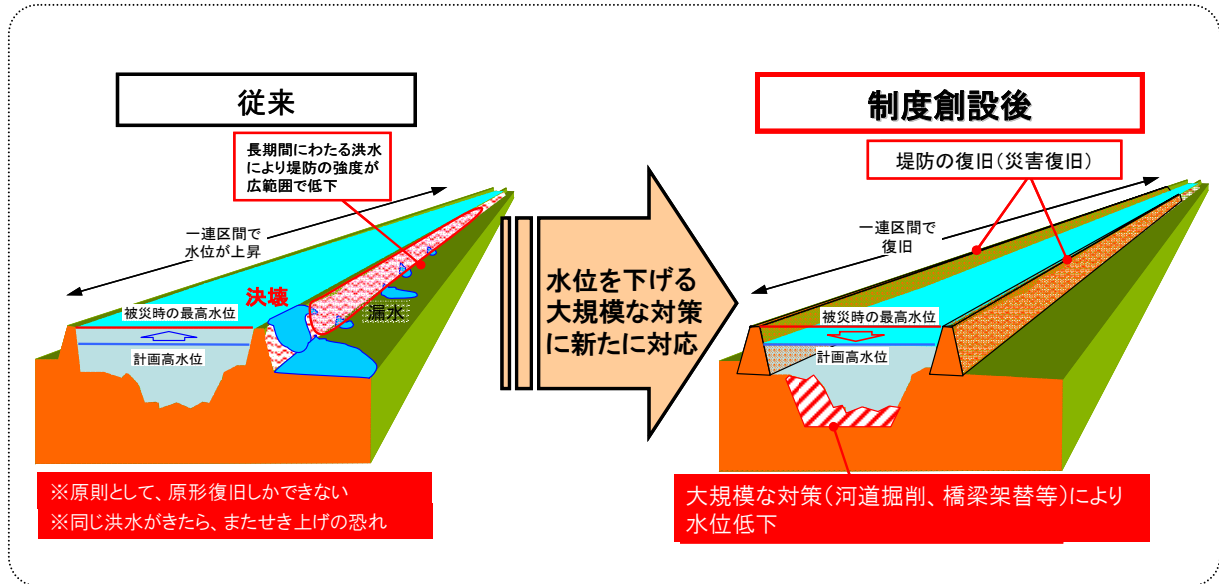 従来
長期間にわたる洪水
により堤防の強度が
広範囲で低下
一連区間で
水位が上昇
決壊
漏水
被災時の最高水位
計画高水位
※原則として、原形復旧しかできない
※同じ洪水がきたら、またせき上げの恐れ
水位を下げる
大規模な対策
に新たに対応
制度創設後
堤防の復旧(災害復旧)
一連区間で
復旧
被災時の最高水位
計画高水位
大規模な対策(河道掘削、橋梁架替等)により
水位低下